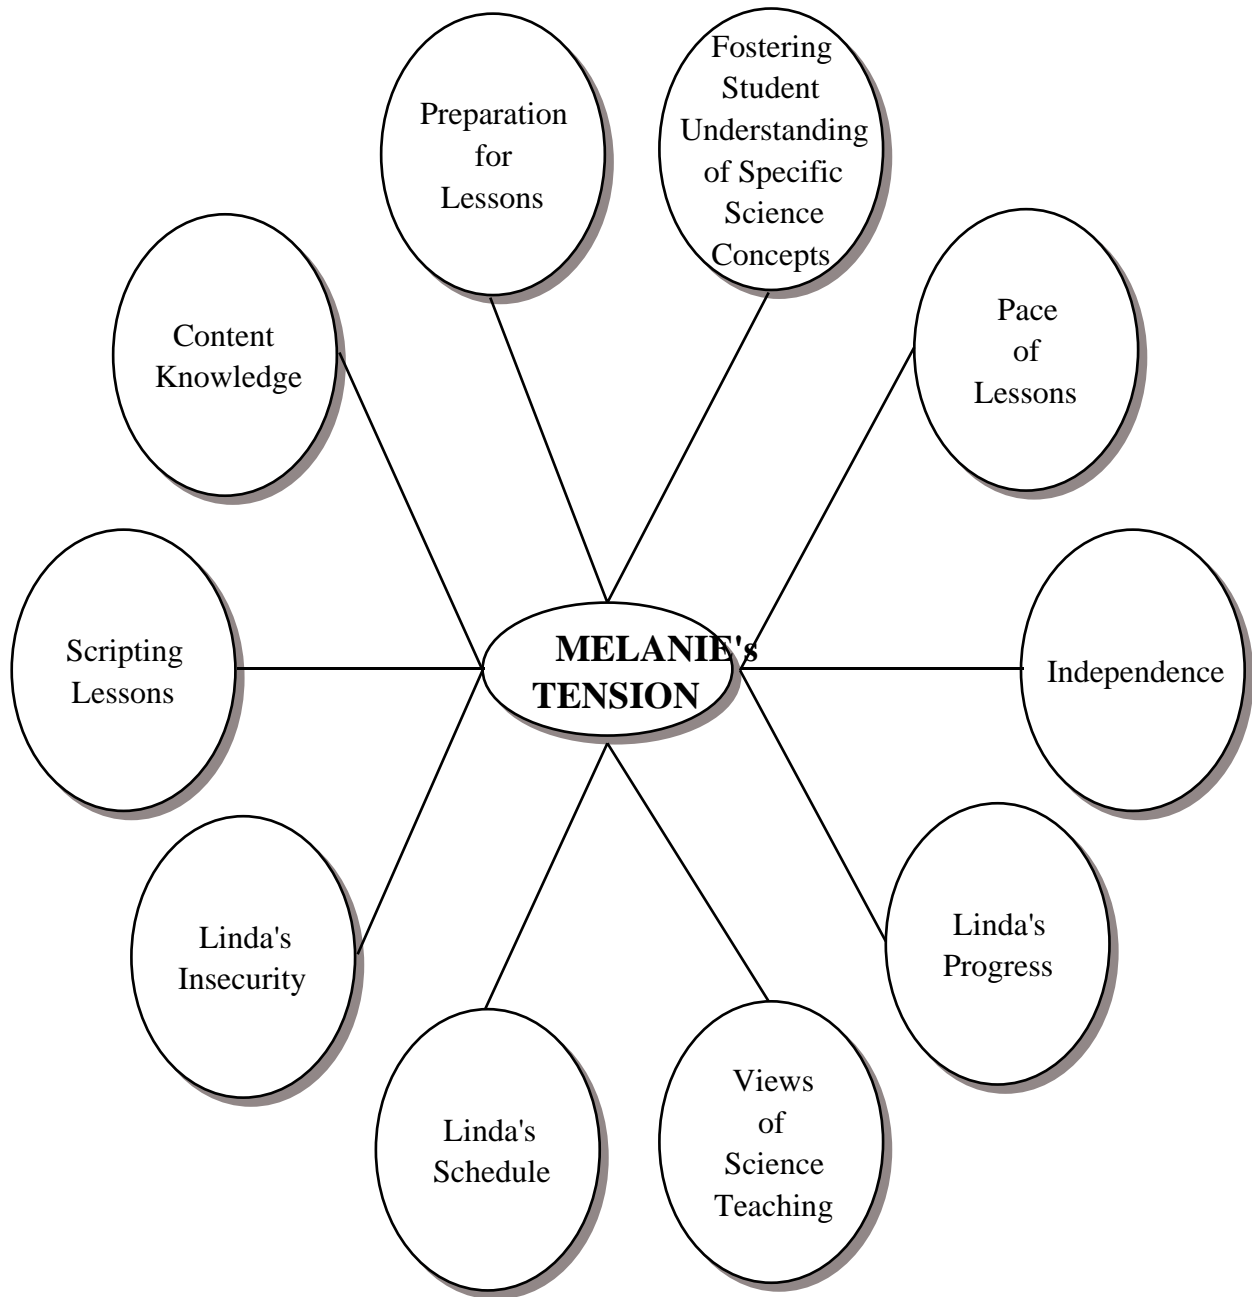 Fostering
Student
Understanding
of Specific
Science
Concepts
Preparation
for
Lessons
Pace
of
Lessons
Content
Knowledge
Scripting
Lessons
MELANIE's
TENSION
Independence
Linda's
Insecurity
Linda's
Progress
Linda's
Schedule
Views
of
Science
Teaching